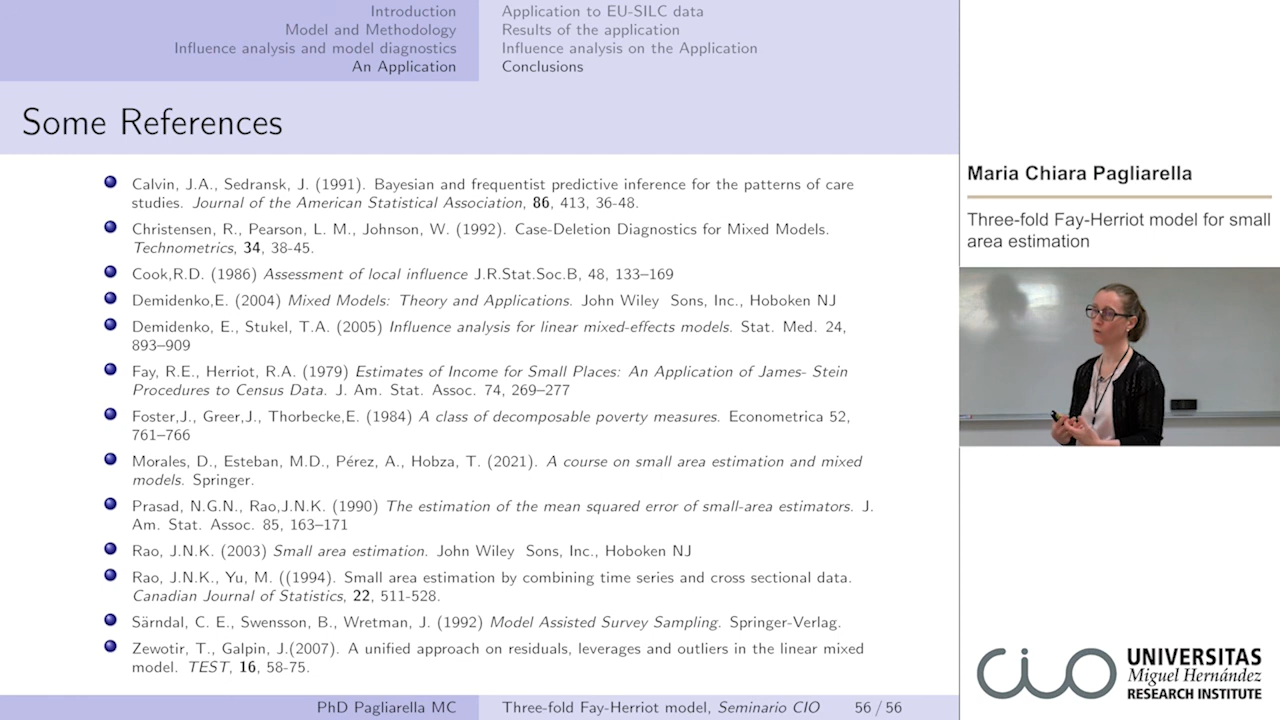 Introduction
Model and Methodology
Influence analysis and model diagnostics
An Application
Application to EU-SILC data
Results of the application
Influence analysis on the Application
Conclusions
Some References
Calvin, J.A., Sedransk, J. (1991). Bayesian and frequentist predictive inference for the patterns of care
studies. Journal of the American Statistical Association, 86, 413, 36-48.
Christensen, R., Pearson, L. M., Johnson, W. (1992). Case-Deletion Diagnostics for Mixed Models.
Technometrics, 34, 38-45.
Cook,R.D. (1986) Assessment of local influence J.R.Stat.Soc.B, 48, 133–169
Demidenko,E. (2004) Mixed Models: Theory and Applications. John Wiley Sons, Inc., Hoboken NJ
Demidenko, E., Stukel, T.A. (2005) Influence analysis for linear mixed-effects models. Stat. Med. 24,
893–909
Fay, R.E., Herriot, R.A. (1979) Estimates of Income for Small Places: An Application of James- Stein
Procedures to Census Data. J. Am. Stat. Assoc. 74, 269–277
Foster,J., Greer,J., Thorbecke,E. (1984) A class of decomposable poverty measures. Econometrica 52,
761–766
Morales, D., Esteban, M.D., Pérez, A., Hobza, T. (2021). A course on small area estimation and mixed
models. Springer.
Prasad, N.G.N., Rao,J.N.K. (1990) The estimation of the mean squared error of small-area estimators. J.
Am. Stat. Assoc. 85, 163–171
Rao, J.N.K. (2003) Small area estimation. John Wiley Sons, Inc., Hoboken NJ
Rao, J.N.K., Yu, M. ((1994). Small area estimation by combining time series and cross sectional data.
Canadian Journal of Statistics, 22, 511-528.
Särndal, C. E., Swensson, B., Wretman, J. (1992) Model Assisted Survey Sampling. Springer-Verlag.
Zewotir, T., Galpin, J.(2007). A unified approach on residuals, leverages and outliers in the linear mixed
model. TEST, 16, 58-75.
PhD Pagliarella MC
Three-fold Fay-Herriot model, Seminario CIO
56 / 56
Maria Chiara Pagliarella
Three-fold Fay-Herriot model for small
area estimation
cio
UNIVERSITAS
Miguel Hernández
RESEARCH INSTITUTE